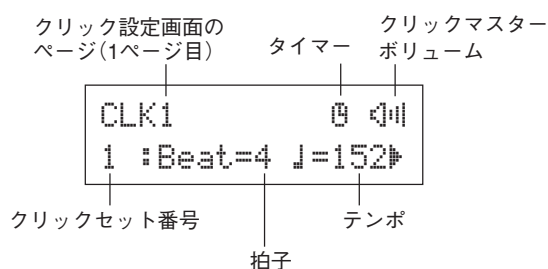 クリック設定画面の
ページ(1ページ目)
タイマー
クリックマスター
ボリューム
CLK1
1 :Beat=4 ♩=152
クリックセット番号
テンポ
拍子